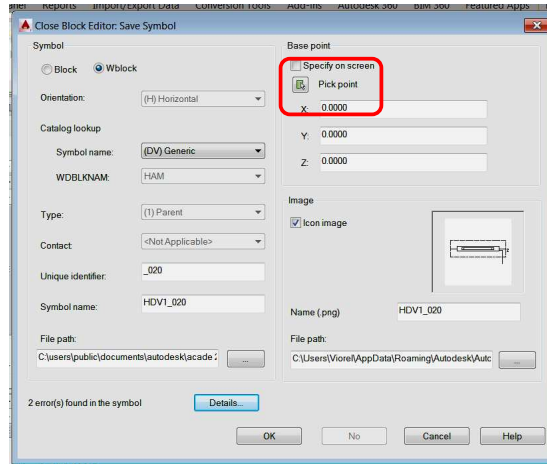 Reports Import/Export Data Conversion Tools Add-Ins Autodesk 360 BIM 360 Featured Apps
Close Block Editor: Save Symbol
Symbol
Block
Wblock
Orientation:
(H) Horizontal
Catalog lookup
Symbol name:
(DV) Generic
WDBLKNAM:
HAM
Type:
(1) Parent
Contact:
<Not Applicable>
Unique identifier:
_020
Symbol name:
HDV1_020
File path:
C:\users\public\documents\autodesk\acade 2
...
Base point
Specify on screen
Pick point
X: 0.0000
Y: 0.0000
Z: 0.0000
Image
Icon image
Name (.png)
HDV1_020
File path:
C:\Users\Viorel\AppData\Roaming\Autodesk\Autc
...
2 error(s) found in the symbol
Details...
OK
No
Cancel
Help